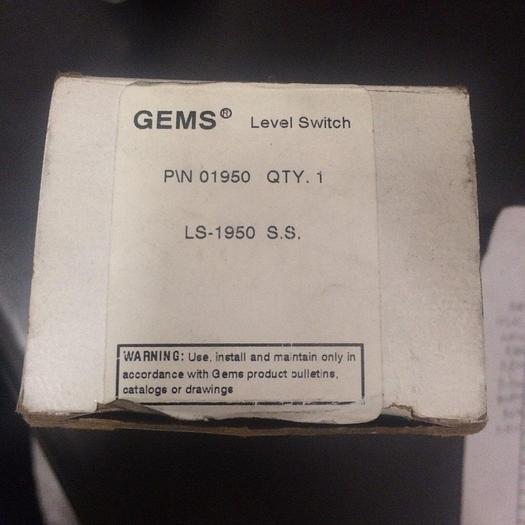 GEMS® Level Switch
P\N 01950 QTY. 1
LS-1950 S.S.
WARNING: Use, install and maintain only in
accordance with Gems product bulletins,
catalogs or drawings